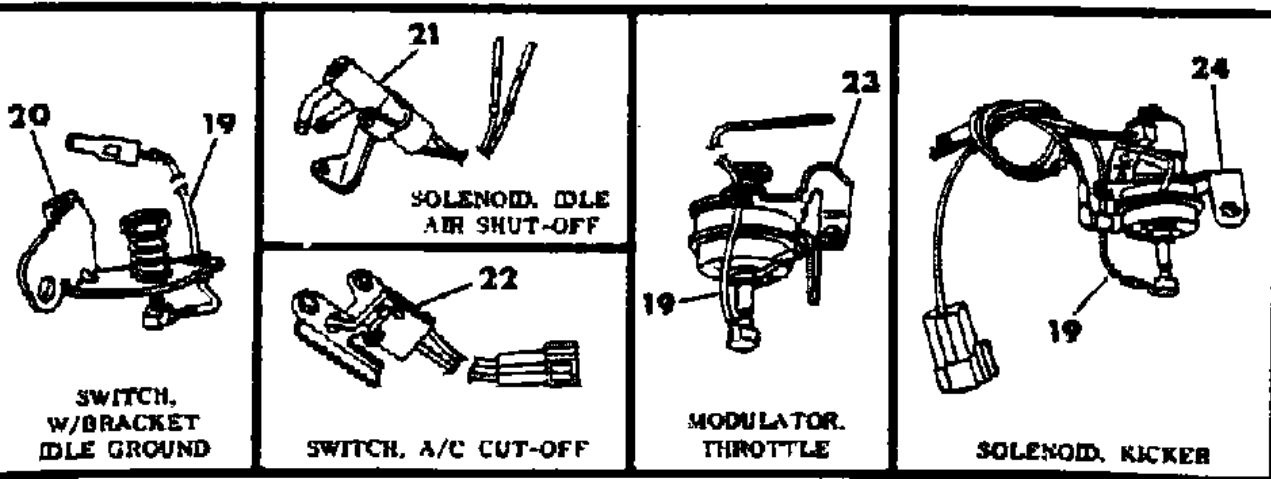 20
19
SWITCH,
W/BRACKET
IDLE GROUND
21
SOLENOID, IDLE
AIR SHUT-OFF
22
SWITCH, A/C CUT-OFF
23
19
MODULATOR,
THROTTLE
24
19
SOLENOID, KICKER